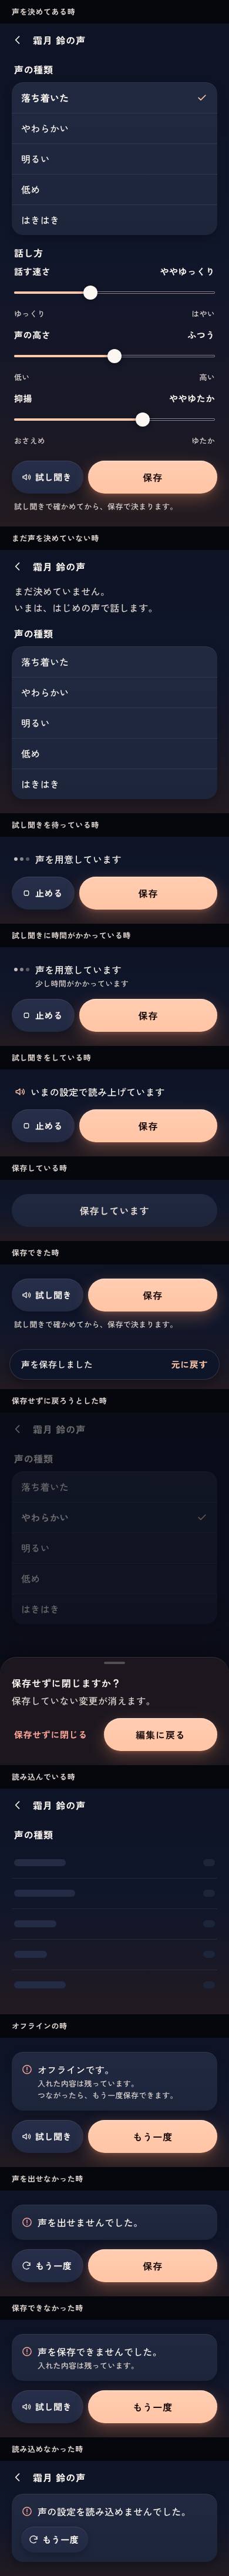 声を決めてある時
霜月 鈴の声
声の種類
落ち着いた
やわらかい
明るい
低め
はきはき
話し方
話す速さ ややゆっくり
ゆっくり はやい
声の高さ ふつう
低い 高い
抑揚 ややゆたか
おさえめ ゆたか
試し聞き 保存
試し聞きで確かめてから、保存で決まります。
まだ声を決めていない時
霜月 鈴の声
まだ決めていません。
いまは、はじめの声で話します。
声の種類
落ち着いた
やわらかい
明るい
低め
はきはき
試し聞きを待っている時
声を用意しています
止める 保存
試し聞きに時間がかかっている時
声を用意しています
少し時間がかかっています
止める 保存
試し聞きをしている時
いまの設定で読み上げています
止める 保存
保存している時
保存しています
保存できた時
試し聞き 保存
試し聞きで確かめてから、保存で決まります。
声を保存しました 元に戻す
保存せずに戻ろうとした時
霜月 鈴の声
声の種類
落ち着いた
やわらかい
明るい
低め
はきはき
保存せずに閉じますか？
保存していない変更が消えます。
保存せずに閉じる 編集に戻る
読み込んでいる時
霜月 鈴の声
声の種類
オフラインの時
オフラインです。
入れた内容は残っています。
つながったら、もう一度保存できます。
試し聞き もう一度
声を出せなかった時
声を出せませんでした。
もう一度 保存
保存できなかった時
声を保存できませんでした。
入れた内容は残っています。
試し聞き もう一度
読み込めなかった時
霜月 鈴の声
声の設定を読み込めませんでした。
もう一度